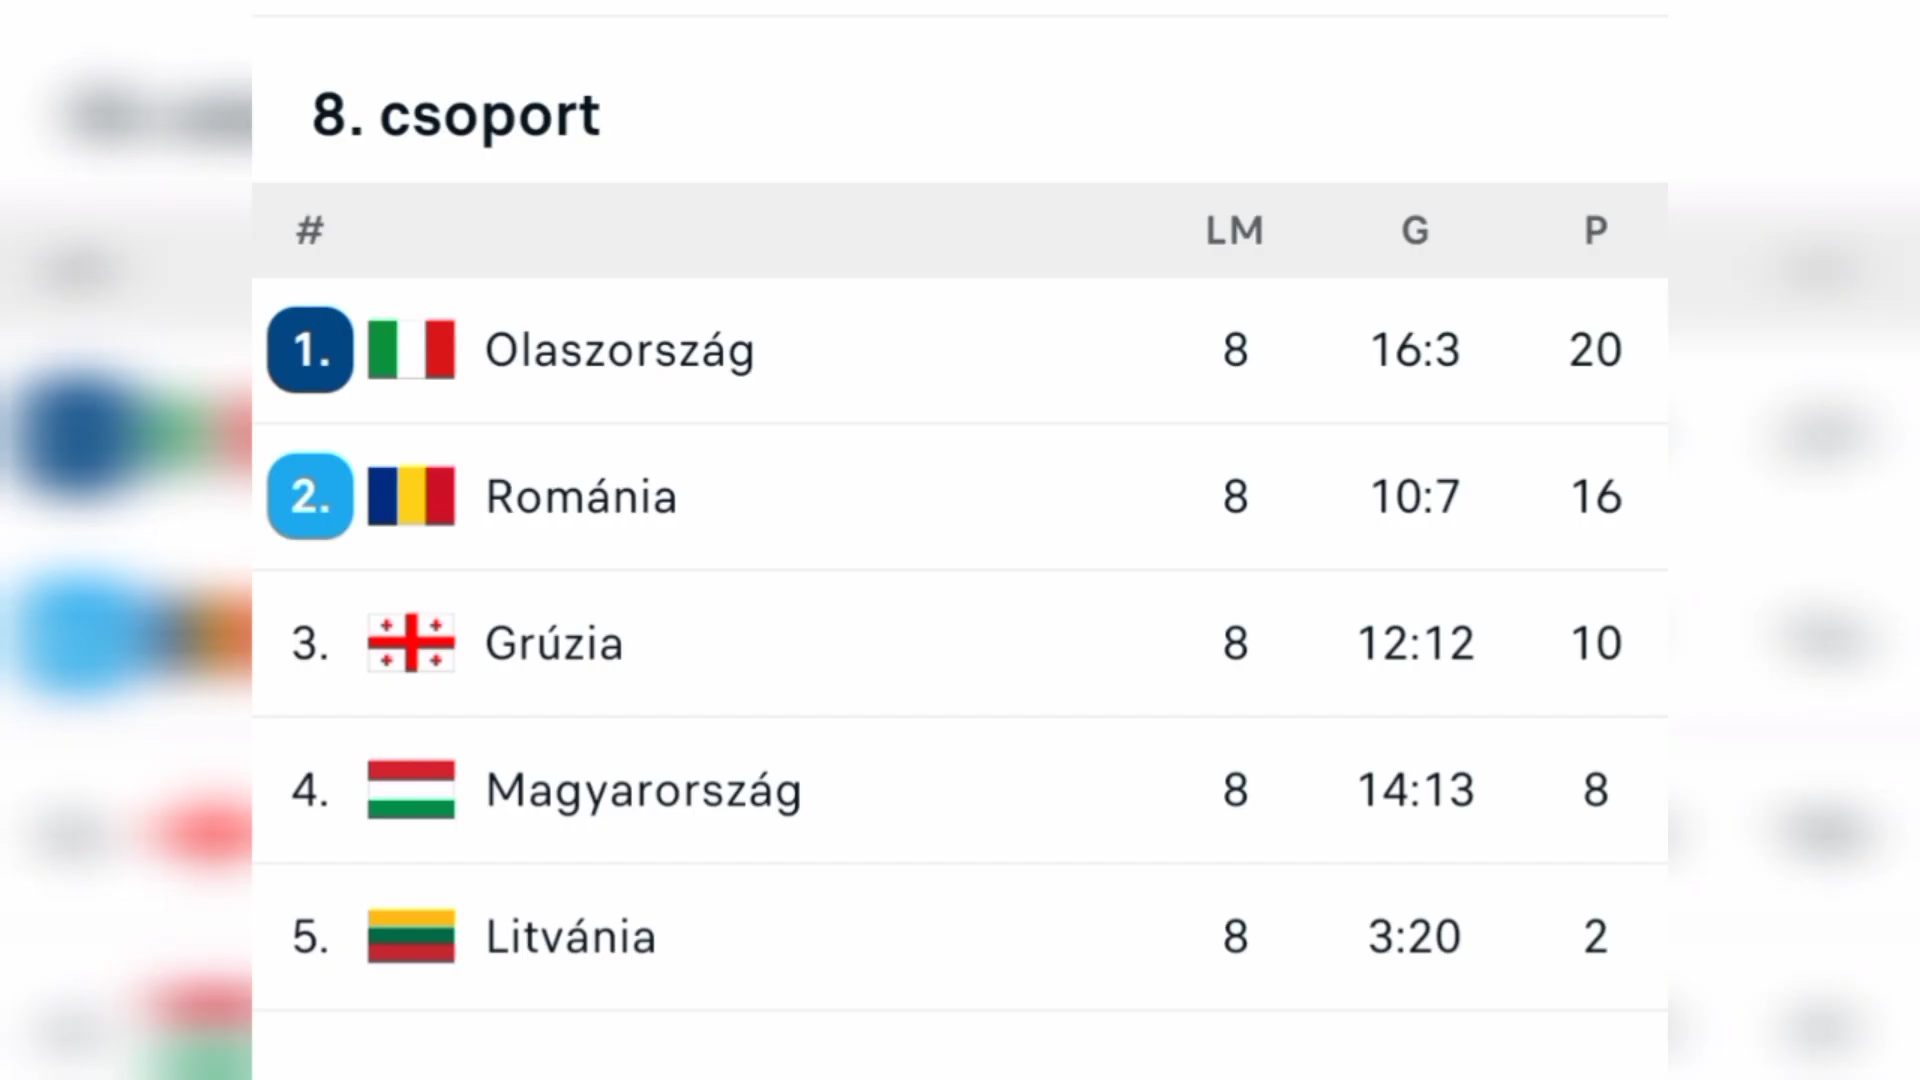 8. csoport
# LM G P
1. Olaszország 8 16:3 20
2. Románia 8 10:7 16
3. Grúzia 8 12:12 10
4. Magyarország 8 14:13 8
5. Litvánia 8 3:20 2